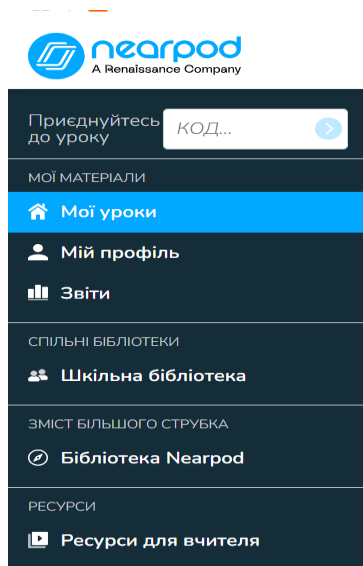 nearpod
A Renaissance Company
Приєднуйтесь
до уроку
КОД...
МОЇ МАТЕРІАЛИ
Мої уроки
Мій профіль
Звіти
СПІЛЬНІ БІБЛІОТЕКИ
Шкільна бібліотека
ЗМІСТ БІЛЬШОГО СТРУБКА
Бібліотека Nearpod
РЕСУРСИ
Ресурси для вчителя